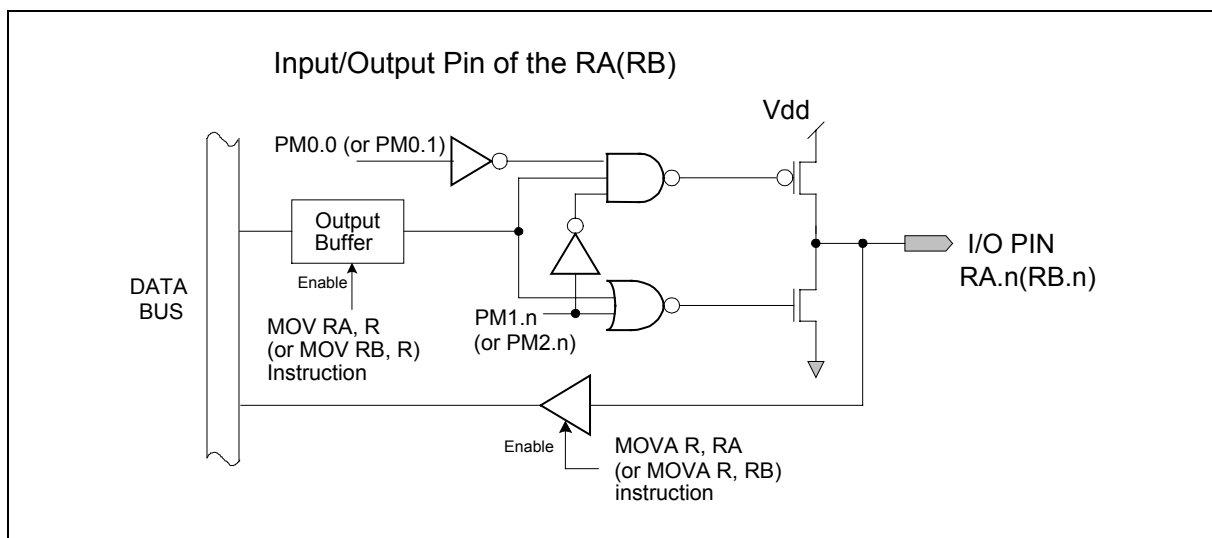 Input/Output Pin of the RA(RB)
Vdd
PM0.0 (or PM0.1)
Output
Buffer
I/O PIN
RA.n(RB.n)
Enable
DATA
BUS
MOV RA, R
(or MOV RB, R)
Instruction
PM1.n
(or PM2.n)
Enable
MOVA R, RA
(or MOVA R, RB)
instruction